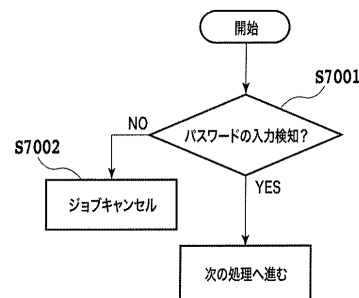 開始
S7001
パスワードの入力検知?
NO
S7002
YES
ジョブキャンセル
次の処理へ進む